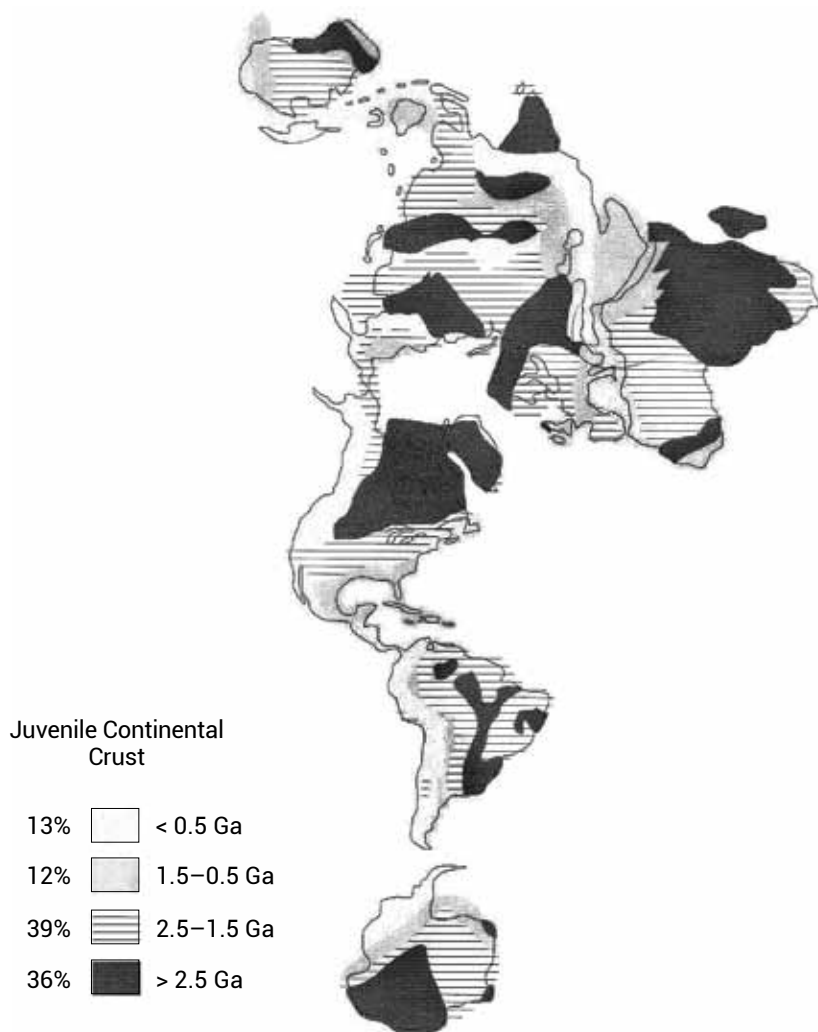 Juvenile Continental
Crust
13% < 0.5 Ga
12% 1.5–0.5 Ga
39% 2.5–1.5 Ga
36% > 2.5 Ga